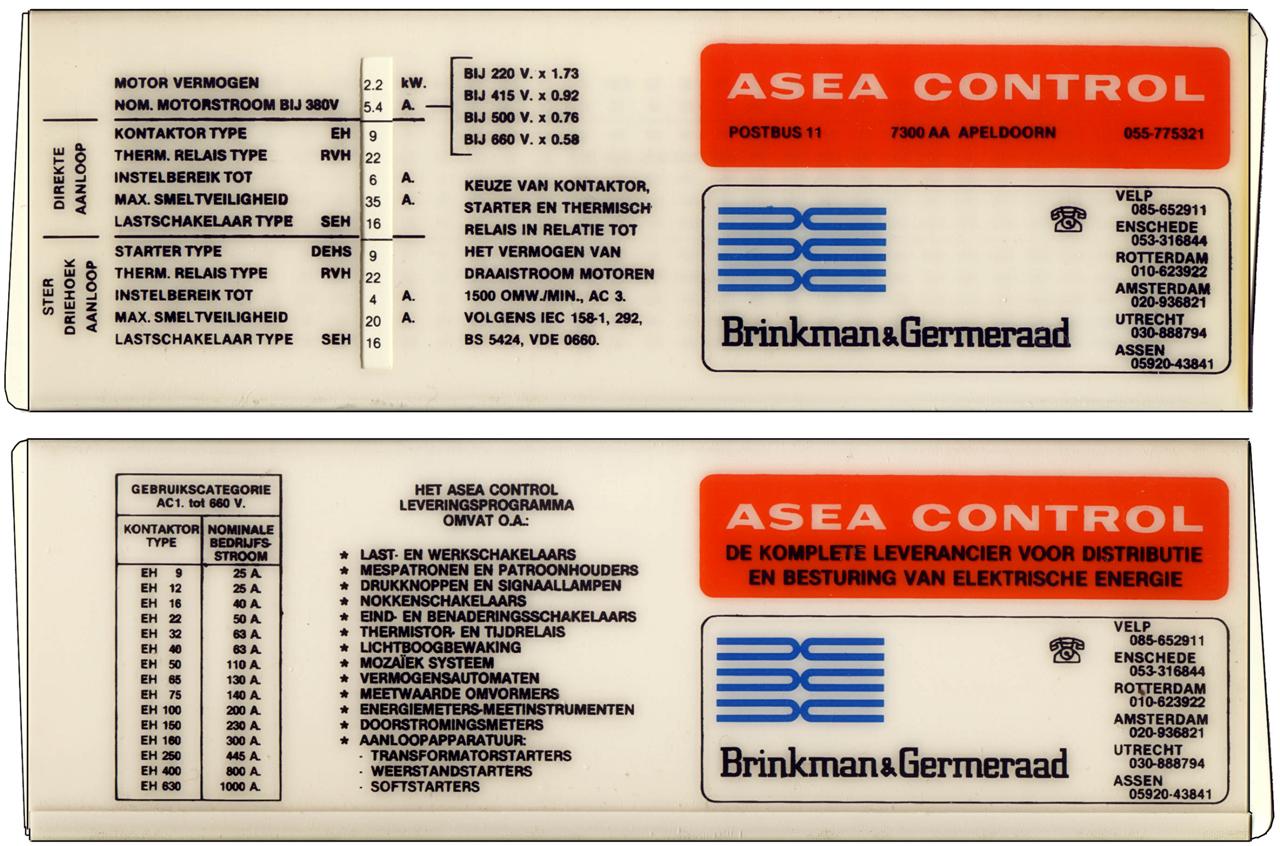 MOTOR VERMOGEN 2.2 kW.
NOM. MOTORSTROOM BIJ 380V 5.4 A.
BIJ 220 V. x 1.73
BIJ 415 V. x 0.92
BIJ 500 V. x 0.76
BIJ 660 V. x 0.58
DIREKTE
AANLOOP
KONTAKTOR TYPE EH 9
THERM. RELAIS TYPE RVH 22
INSTELBEREIK TOT 6 A.
MAX. SMELTVEILIGHEID 35 A.
LASTSCHAKELAAR TYPE SEH 16
STER
DRIEHOEK
AANLOOP
STARTER TYPE DEHS 9
THERM. RELAIS TYPE RVH 22
INSTELBEREIK TOT 4 A.
MAX. SMELTVEILIGHEID 20 A.
LASTSCHAKELAAR TYPE SEH 16
KEUZE VAN KONTAKTOR,
STARTER EN THERMISCH
RELAIS IN RELATIE TOT
HET VERMOGEN VAN
DRAAISTROOM MOTOREN
1500 OMW./MIN., AC 3.
VOLGENS IEC 158-1, 292,
BS 5424, VDE 0660.
ASEA CONTROL
POSTBUS 11 7300 AA APELDOORN 055-775321
Brinkman&Germeraad
VELP
085-652911
ENSCHEDE
053-316844
ROTTERDAM
010-623922
AMSTERDAM
020-936821
UTRECHT
030-888794
ASSEN
05920-43841
GEBRUIKSCATEGORIE
AC1. tot 660 V.
KONTAKTOR TYPE
NOMINALE BEDRIJFS-STROOM
EH 9 25 A.
EH 12 25 A.
EH 16 40 A.
EH 22 50 A.
EH 32 63 A.
EH 40 63 A.
EH 50 110 A.
EH 65 130 A.
EH 75 140 A.
EH 100 200 A.
EH 150 230 A.
EH 160 300 A.
EH 250 445 A.
EH 400 800 A.
EH 630 1000 A.
HET ASEA CONTROL
LEVERINGSPROGRAMMA
OMVAT O.A.:
* LAST- EN WERKSCHAKELAARS
* MESPATRONEN EN PATROONHOUDERS
* DRUKKNOPPEN EN SIGNAALLAMPEN
* NOKKENSCHAKELAARS
* EIND- EN BENADERINGSSCHAKELAARS
* THERMISTOR- EN TIJDRELAIS
* LICHTBOOGBEWAKING
* MOZAÏEK SYSTEEM
* VERMOGENSAUTOMATEN
* MEETWAARDE OMVORMERS
* ENERGIEMETERS-MEETINSTRUMENTEN
* DOORSTROMINGSMETERS
* AANLOOPAPPARATUUR:
- TRANSFORMATORSTARTERS
- WEERSTANDSTARTERS
- SOFTSTARTERS
ASEA CONTROL
DE KOMPLETE LEVERANCIER VOOR DISTRIBUTIE
EN BESTURING VAN ELEKTRISCHE ENERGIE
Brinkman&Germeraad
VELP
085-652911
ENSCHEDE
053-316844
ROTTERDAM
010-623922
AMSTERDAM
020-936821
UTRECHT
030-888794
ASSEN
05920-43841